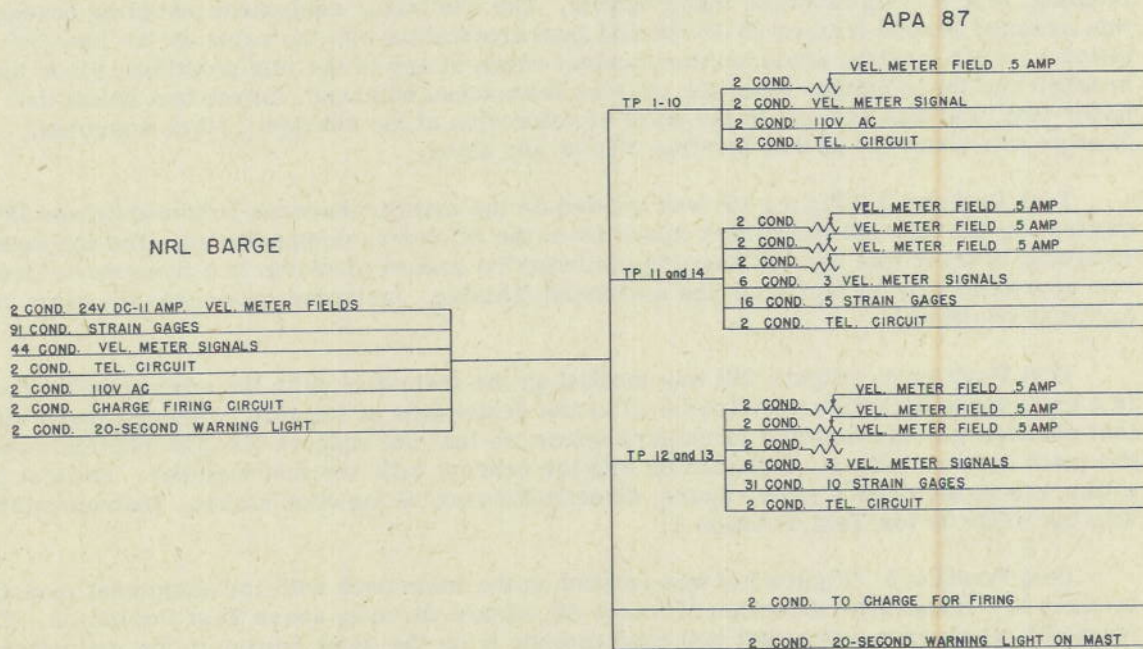 APA 87
NRL BARGE
2 COND. 24V DC-11 AMP. VEL. METER FIELDS
91 COND. STRAIN GAGES
44 COND. VEL. METER SIGNALS
2 COND. TEL. CIRCUIT
2 COND. 110V AC
2 COND. CHARGE FIRING CIRCUIT
2 COND. 20-SECOND WARNING LIGHT
TP 1-10
VEL. METER FIELD .5 AMP
2 COND.
2 COND. VEL. METER SIGNAL
2 COND. 110V AC
2 COND. TEL. CIRCUIT
TP 11 and 14
VEL. METER FIELD .5 AMP
2 COND. VEL. METER FIELD .5 AMP
2 COND. VEL. METER FIELD .5 AMP
2 COND.
6 COND. 3 VEL. METER SIGNALS
16 COND. 5 STRAIN GAGES
2 COND. TEL. CIRCUIT
TP 12 and 13
VEL. METER FIELD .5 AMP
2 COND. VEL. METER FIELD .5 AMP
2 COND. VEL. METER FIELD .5 AMP
2 COND.
6 COND. 3 VEL. METER SIGNALS
31 COND. 10 STRAIN GAGES
2 COND. TEL. CIRCUIT
2 COND. TO CHARGE FOR FIRING
2 COND. 20-SECOND WARNING LIGHT ON MAST